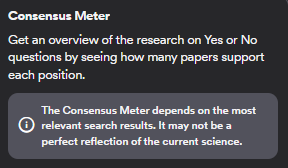 Consensus Meter
Get an overview of the research on Yes or No
questions by seeing how many papers support
each position.
The Consensus Meter depends on the most
relevant search results. It may not be a
perfect reflection of the current science.